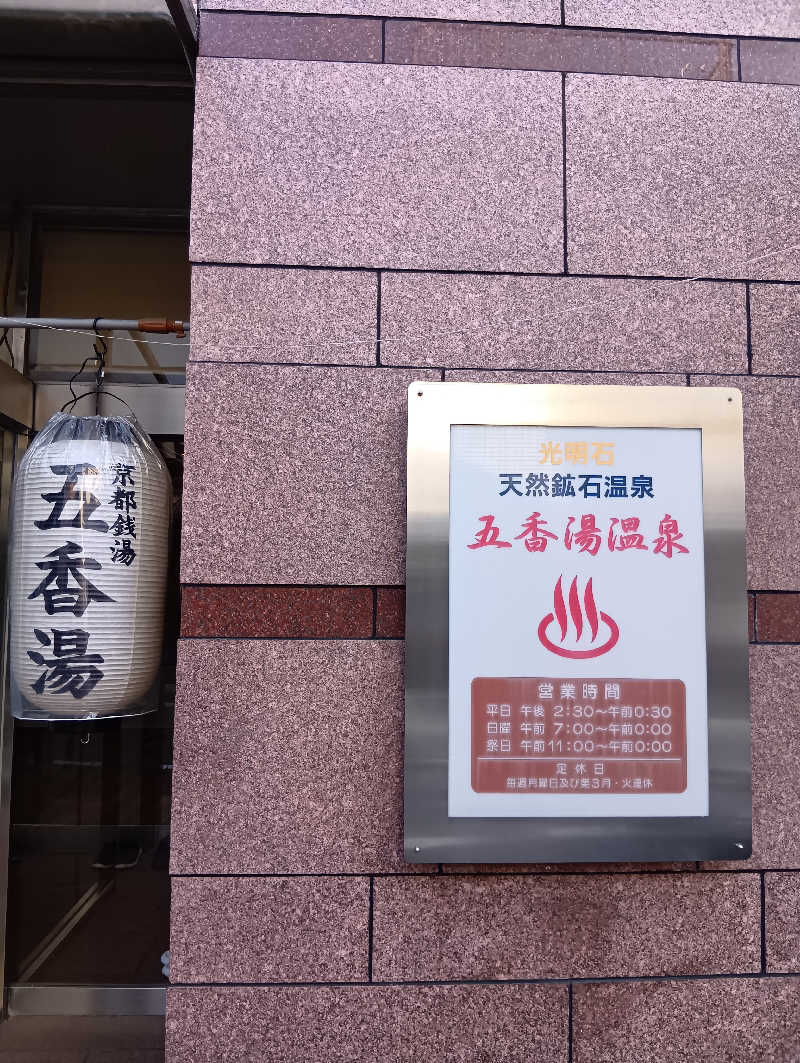 京都銭湯
五香湯
光明石
天然鉱石温泉
五香湯温泉
営業時間
平日 午後 2:30〜午前0:30
日曜 午前 7:00〜午前0:00
祭日 午前11:00〜午前0:00
定休日
毎週月曜日及び第3月・火連休